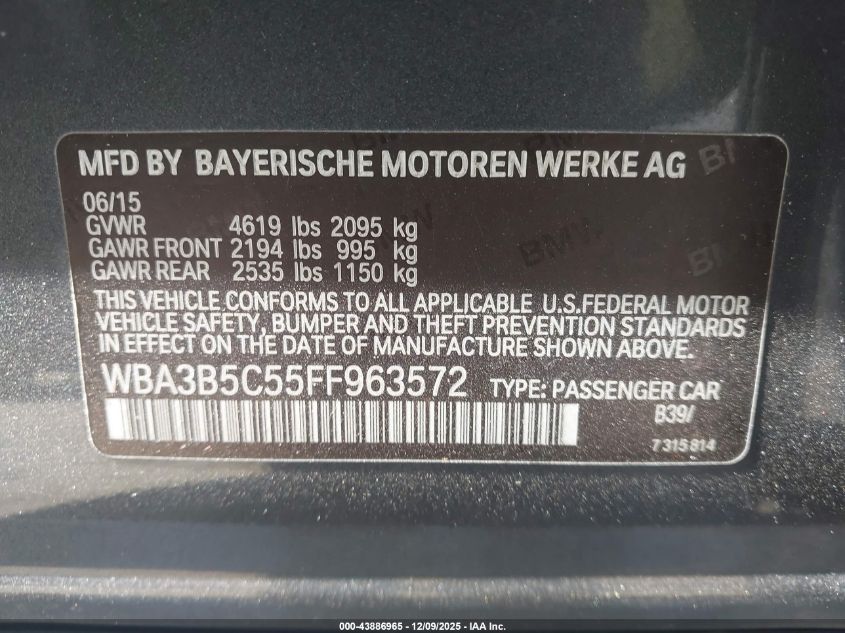 MFD BY BAYERISCHE MOTOREN WERKE AG
06/15
GVWR 4619 lbs 2095 kg
GAWR FRONT 2194 lbs 995 kg
GAWR REAR 2535 lbs 1150 kg
THIS VEHICLE CONFORMS TO ALL APPLICABLE U.S.FEDERAL MOTOR
VEHICLE SAFETY, BUMPER AND THEFT PREVENTION STANDARDS
IN EFFECT ON THE DATE OF MANUFACTURE SHOWN ABOVE.
WBA3B5C55FF963572 TYPE: PASSENGER CAR
B39/
7 315 814
000-43886965 - 12/09/2025 - IAA Inc.